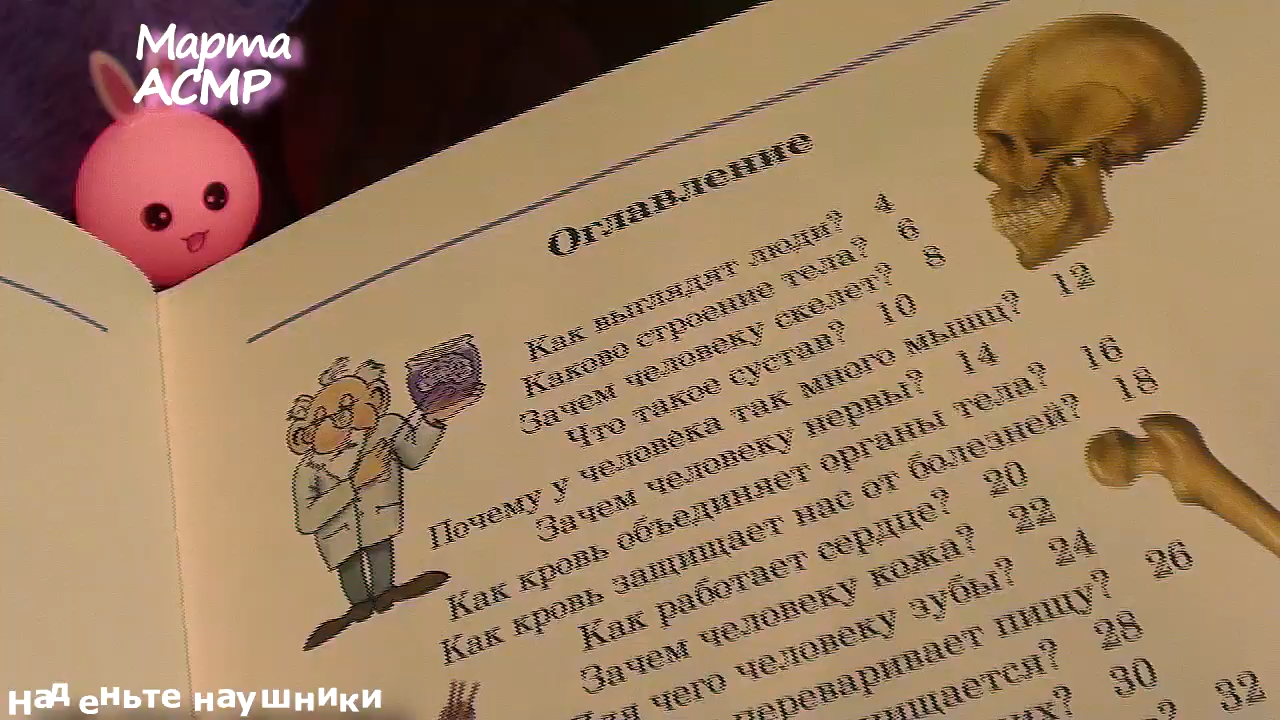 Марта
АСМР
Оглавление
Как выглядят люди? 4
Каково строение тела? 6
Зачем человеку скелет? 8
Что такое сустав? 10
Почему у человека так много мышц? 12
Зачем человеку нервы? 14
Как кровь объединяет органы тела? 16
Как кровь защищает нас от болезней? 18
Как работает сердце? 20
Зачем человеку кожа? 22
Для чего человеку зубы? 24
переваривает пищу? 26
28
30
32
наденьте наушники